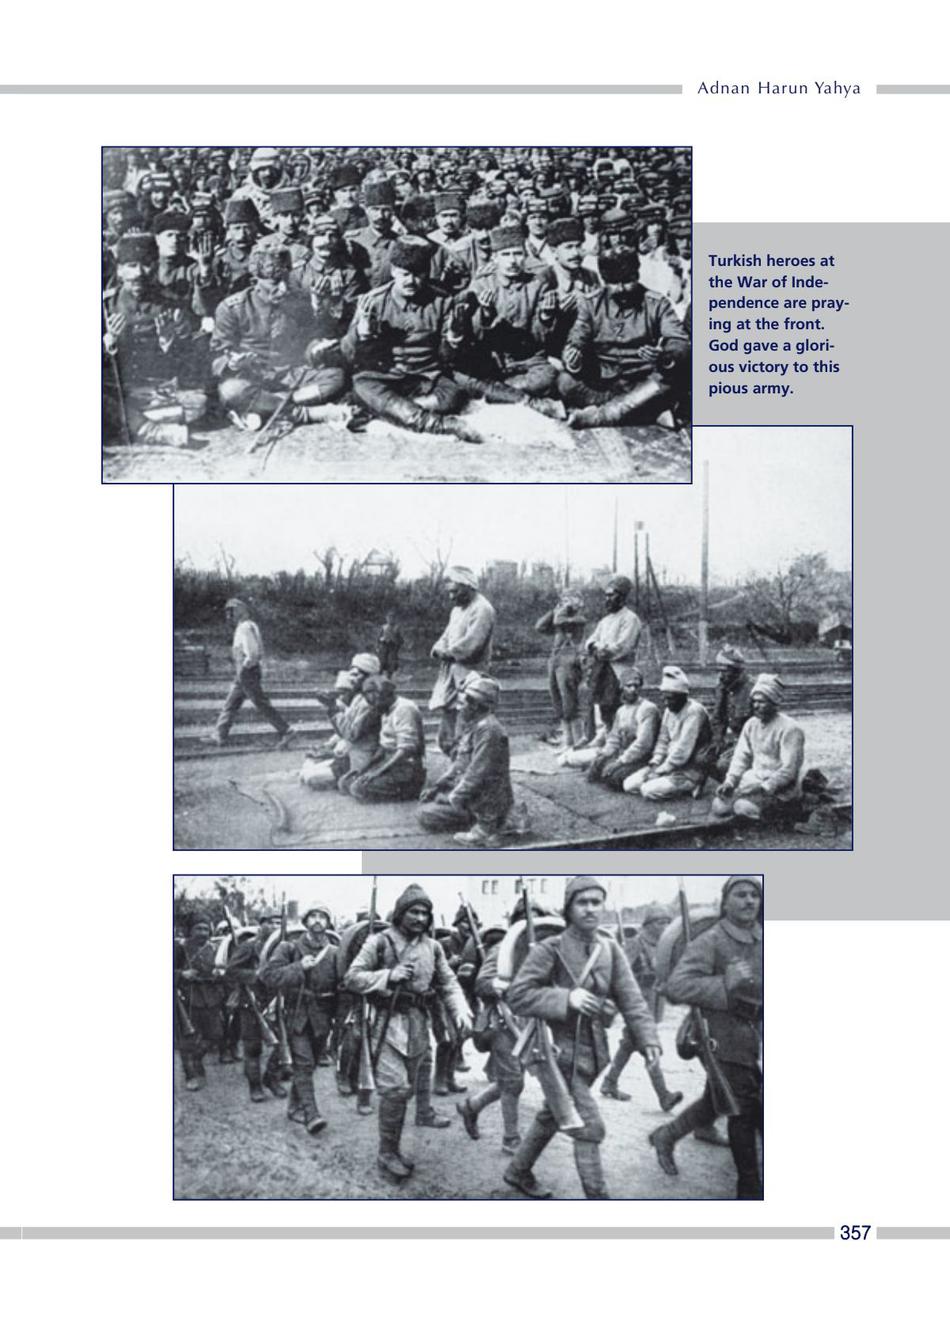 Adnan Harun Yahya
Turkish heroes at
the War of Inde-
pendence are pray-
ing at the front.
God gave a glori-
ous victory to this
pious army.
357